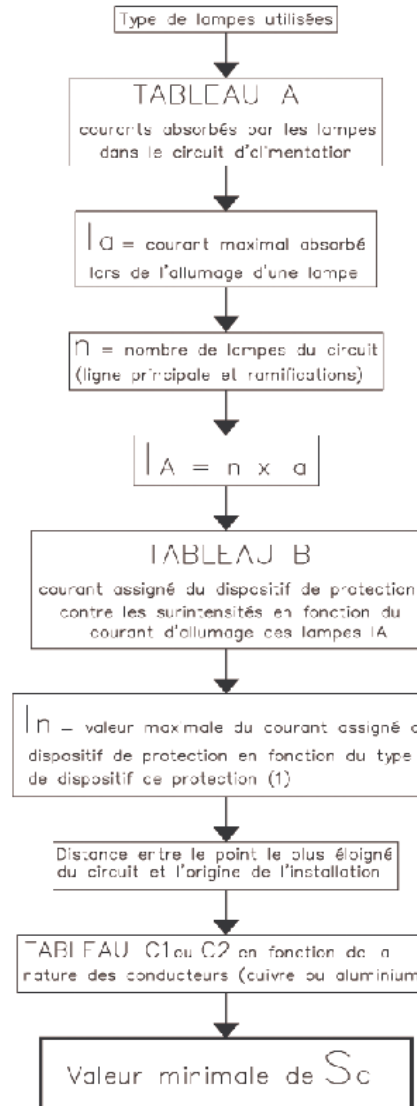 Type de lampes utilisées
TABLEAU A
courants absorbés par les lampes
dans le circuit d'climentation
Ia = courant maximal absorbé
lors de l'allumage d'une lampe
n = nombre de lampes du circuit
(ligne principale et ramifications)
IA = n x a
TABLEAU B
courant assigné du dispositif de protection
contre les surintensités en fonction du
courant d'allumage ces lampes IA
In – valeur maximale du courant assigné d
dispositif de protection en fonction du type
de dispositif ce protection (1)
Distance entre le point le plus éloigné
du circuit et l'origine de l'installation
TABLEAU C1 ou C2 en fonction de a
nature des conducteurs (cuivre ou aluminium
Valeur minimale de Sc